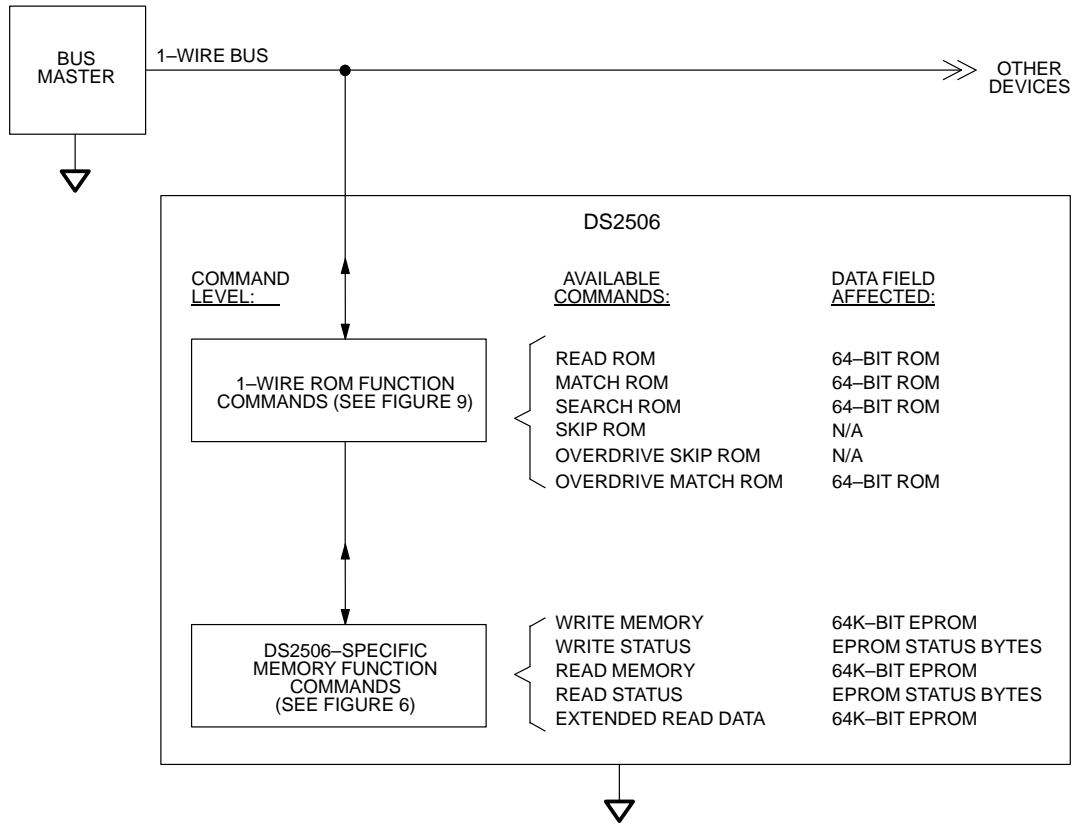 BUS
MASTER
1–WIRE BUS
OTHER
DEVICES
DS2506
COMMAND
LEVEL:
AVAILABLE
COMMANDS:
DATA FIELD
AFFECTED:
1–WIRE ROM FUNCTION
COMMANDS (SEE FIGURE 9)
READ ROM 64–BIT ROM
MATCH ROM 64–BIT ROM
SEARCH ROM 64–BIT ROM
SKIP ROM N/A
OVERDRIVE SKIP ROM N/A
OVERDRIVE MATCH ROM 64–BIT ROM
DS2506–SPECIFIC
MEMORY FUNCTION
COMMANDS
(SEE FIGURE 6)
WRITE MEMORY 64K–BIT EPROM
WRITE STATUS EPROM STATUS BYTES
READ MEMORY 64K–BIT EPROM
READ STATUS EPROM STATUS BYTES
EXTENDED READ DATA 64K–BIT EPROM